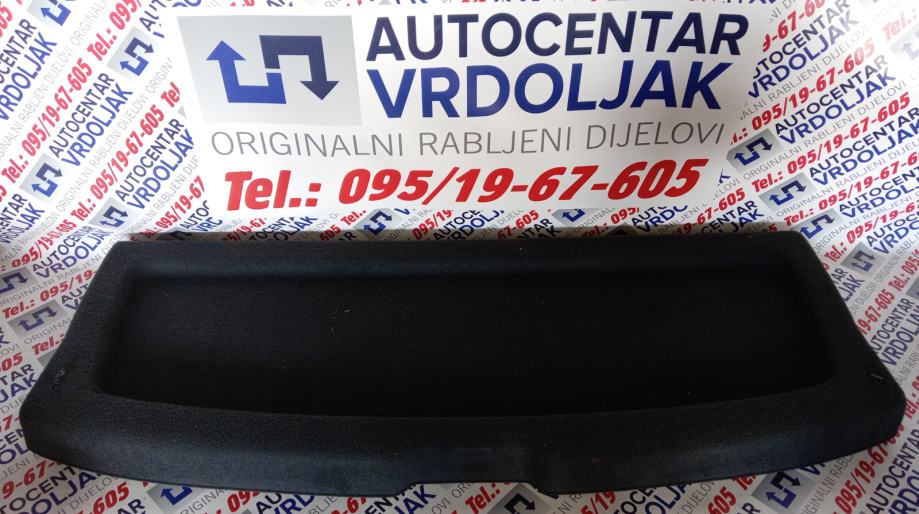 AUTOCENTAR
VRDOLJAK
ORIGINALNI RABLJENI DIJELOVI
Tel.: 095/19-67-605